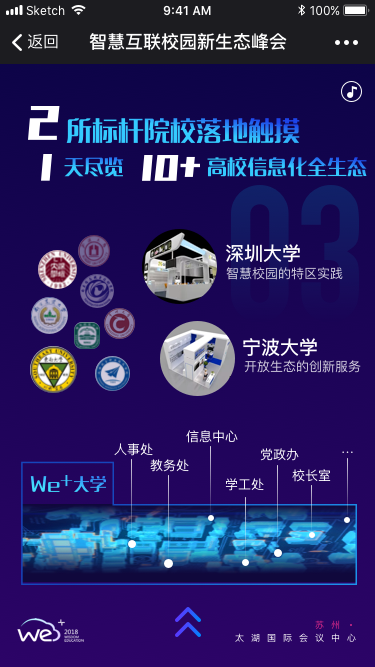 Sketch
9:41 AM
100%
返回
智慧互联校园新生态峰会
2所标杆院校落地触摸
1天尽览 10+高校信息化全生态
03
深圳大学
智慧校园的特区实践
宁波大学
开放生态的创新服务
信息中心
人事处
党政办
...
教务处
校长室
学工处
We+大学
we+
2018
WISDOM
EDUCATION
苏州·
太湖国际会议中心